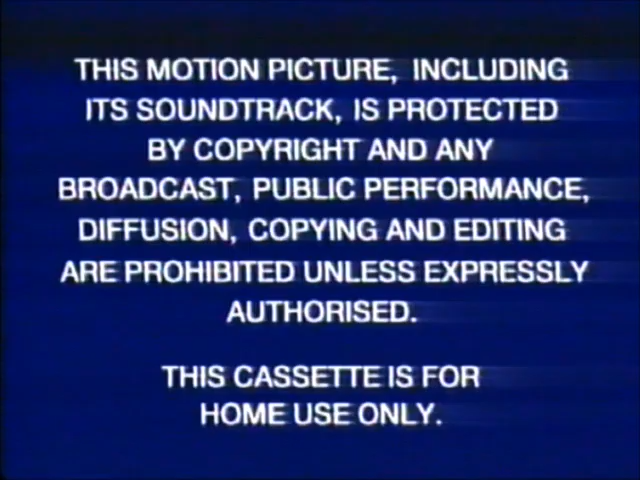 THIS MOTION PICTURE, INCLUDING
ITS SOUNDTRACK, IS PROTECTED
BY COPYRIGHT AND ANY
BROADCAST, PUBLIC PERFORMANCE,
DIFFUSION, COPYING AND EDITING
ARE PROHIBITED UNLESS EXPRESSLY
AUTHORISED.
THIS CASSETTE IS FOR
HOME USE ONLY.